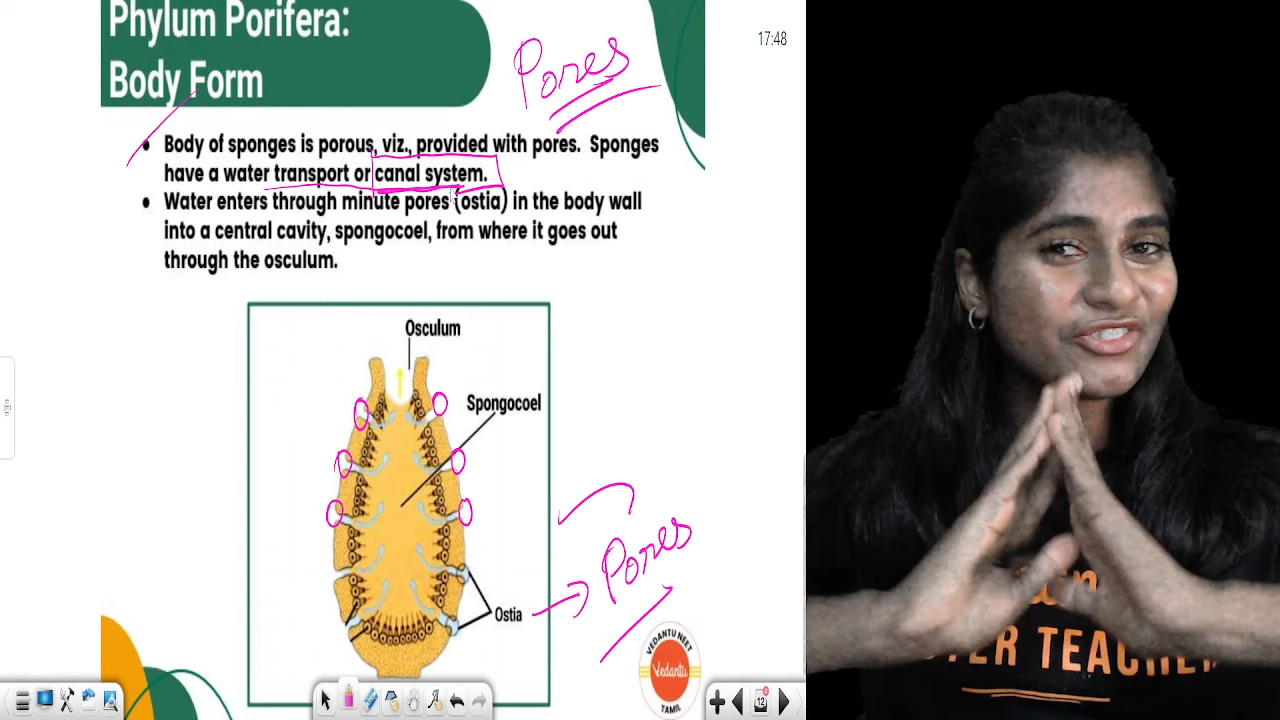 Phylum Porifera:
Body Form
Pores
17:48
• Body of sponges is porous, viz., provided with pores. Sponges
have a water transport or canal system.
• Water enters through minute pores (ostia) in the body wall
into a central cavity, spongocoel, from where it goes out
through the osculum.
Osculum
Spongocoel
Pores
Ostia
VEDANTU NEET
Vedantu
TAMIL
12
TER TEACHER